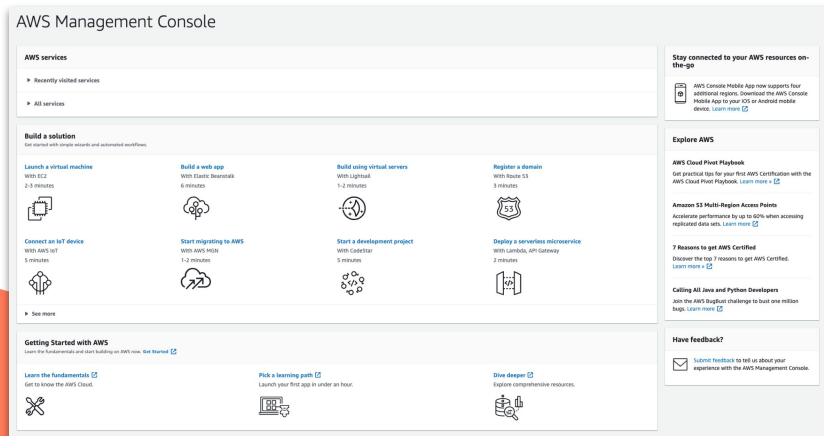 AWS Management Console
AWS services
▶ Recently visited services
▶ All services
Build a solution
Get started with simple wizards and automated workflows.
Launch a virtual machine
With EC2
2-3 minutes
Build a web app
With Elastic Beanstalk
6 minutes
Build using virtual servers
With Lightsail
1-2 minutes
Register a domain
With Route 53
3 minutes
53
Connect an IoT device
With AWS IoT
5 minutes
Start migrating to AWS
With AWS MGN
1-2 minutes
Start a development project
With CodeStar
5 minutes
Deploy a serverless microservice
With Lambda, API Gateway
2 minutes
▶ See more
Getting Started with AWS
Learn the fundamentals and start building on AWS now. Get Started
Learn the fundamentals
Get to know the AWS Cloud.
Pick a learning path
Launch your first app in under an hour.
Dive deeper
Explore comprehensive resources.
Stay connected to your AWS resources on-
the-go
AWS Console Mobile App now supports four
additional regions. Download the AWS Console
Mobile App to your iOS or Android mobile
device. Learn more
Explore AWS
AWS Cloud Pivot Playbook
Get practical tips for your first AWS Certification with the
AWS Cloud Pivot Playbook. Learn more »
Amazon S3 Multi-Region Access Points
Accelerate performance by up to 60% when accessing
replicated data sets. Learn more
7 Reasons to get AWS Certified
Discover the top 7 reasons to get AWS Certified.
Learn more »
Calling All Java and Python Developers
Join the AWS BugBust challenge to bust one million
bugs. Learn more
Have feedback?
Submit feedback to tell us about your
experience with the AWS Management Console.